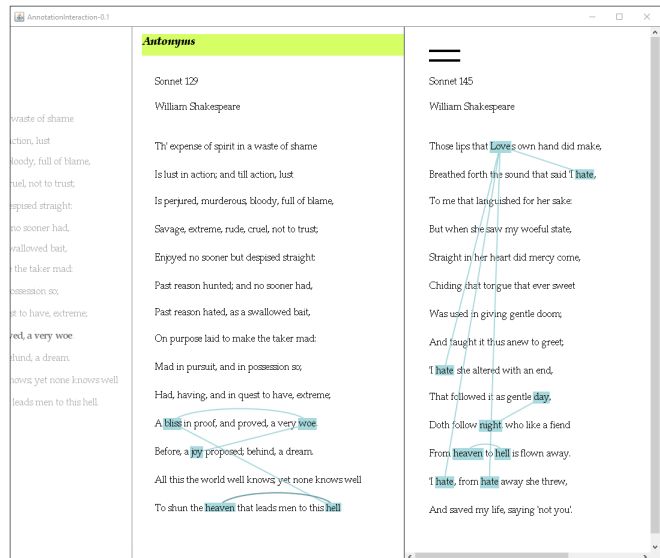 AnnotationInteraction-0.1
waste of shame
ction, lust
loody, full of blame,
ruel, not to trust;
espised straight:
no sooner had,
wallowed bait,
e the taker mad:
ossession so;
st to have, extreme;
ved, a very woe
ehind, a dream.
nows; yet none knows well
leads men to this hell.
Antonyms
Sonnet 129
William Shakespeare
Th' expense of spirit in a waste of shame
Is lust in action; and till action, lust
Is perjured, murderous, bloody, full of blame,
Savage, extreme, rude, cruel, not to trust;
Enjoyed no sooner but despised straight:
Past reason hunted; and no sooner had,
Past reason hated, as a swallowed bait,
On purpose laid to make the taker mad:
Mad in pursuit, and in possession so;
Had, having, and in quest to have, extreme;
A bliss in proof, and proved, a very woe.
Before, a joy proposed; behind, a dream.
All this the world well knows; yet none knows well
To shun the heaven that leads men to this hell
Sonnet 145
William Shakespeare
Those lips that Love's own hand did make,
Breathed forth the sound that said 'I hate,
To me that languished for her sake:
But when she saw my woeful state,
Straight in her heart did mercy come,
Chiding that tongue that ever sweet
Was used in giving gentle doom;
And taught it thus anew to greet;
'I hate she altered with an end,
That followed it as gentle day,
Doth follow night who like a fiend
From heaven to hell is flown away.
'I hate, from hate away she threw,
And saved my life, saying 'not you'.